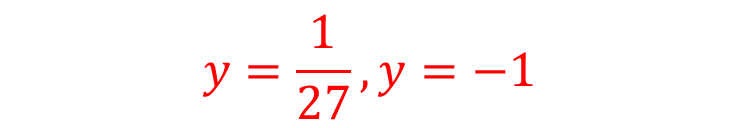 y = 1/27, y = −1